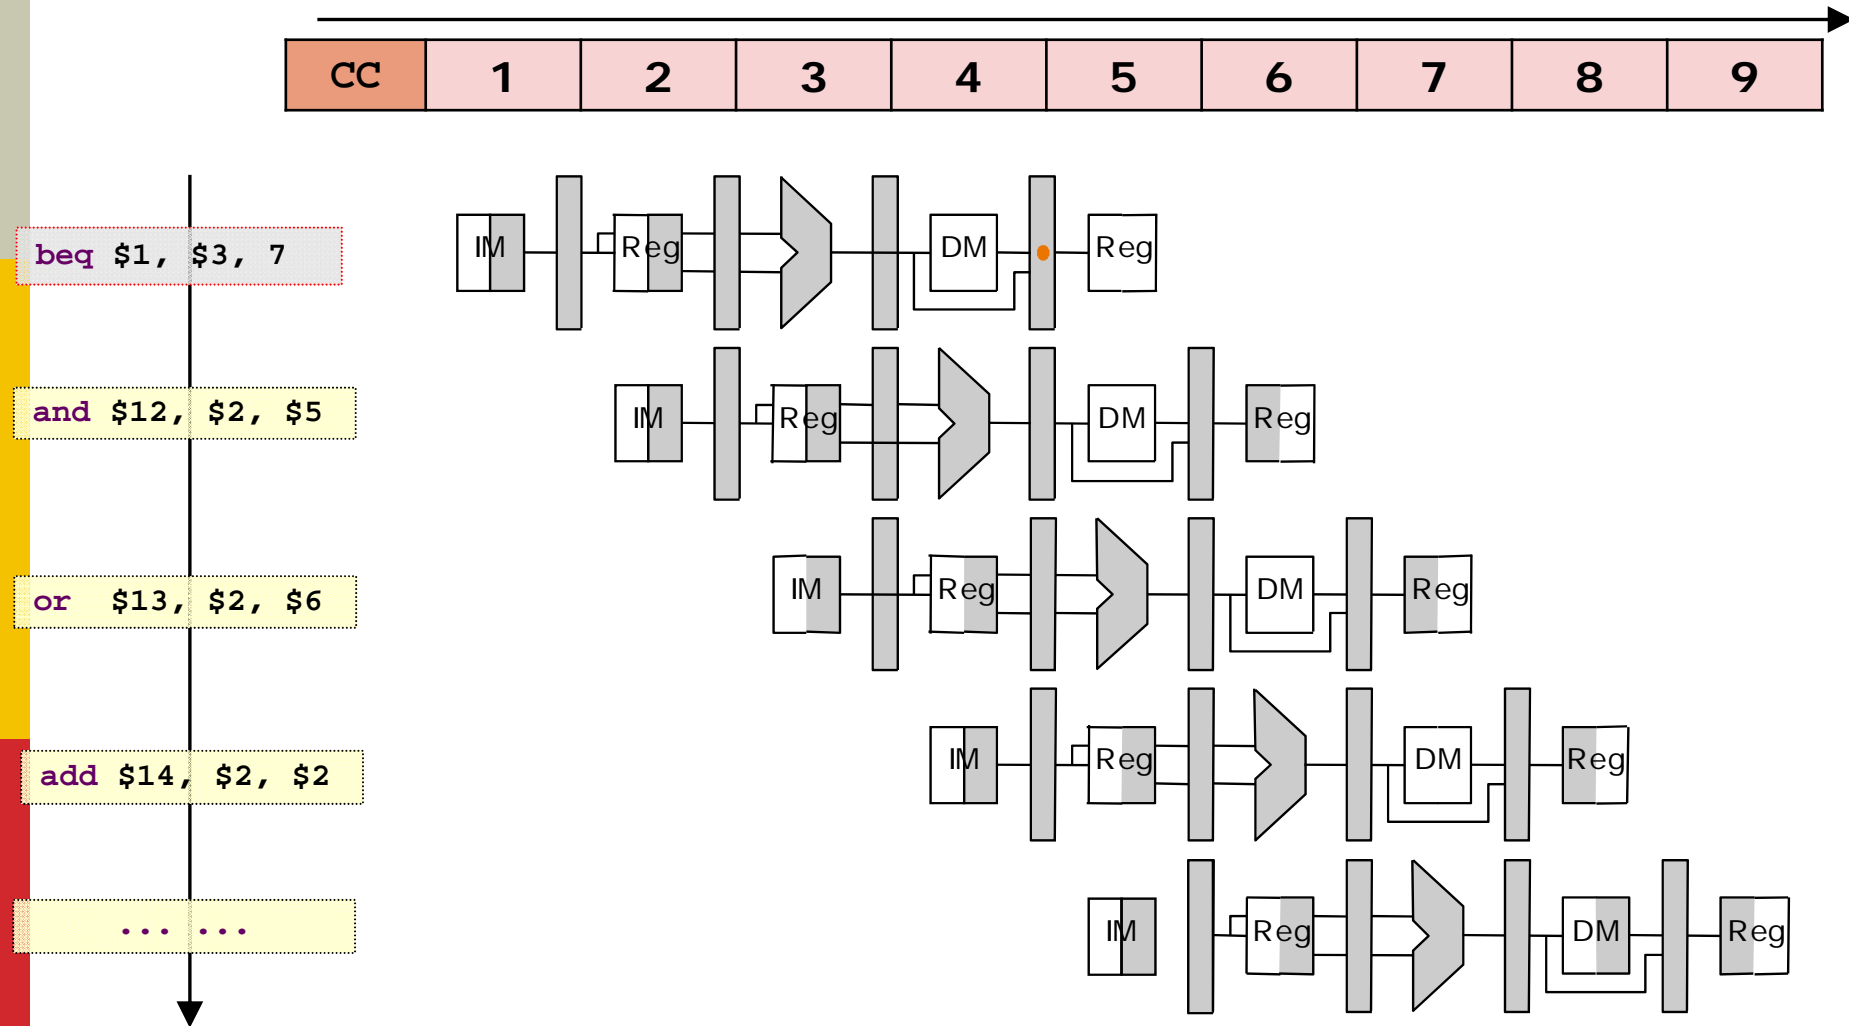 CC 1 2 3 4 5 6 7 8 9
beq $1, $3, 7
IM Reg DM Reg
and $12, $2, $5
IM Reg DM Reg
or $13, $2, $6
IM Reg DM Reg
add $14, $2, $2
IM Reg DM Reg
... ...
IM Reg DM Reg